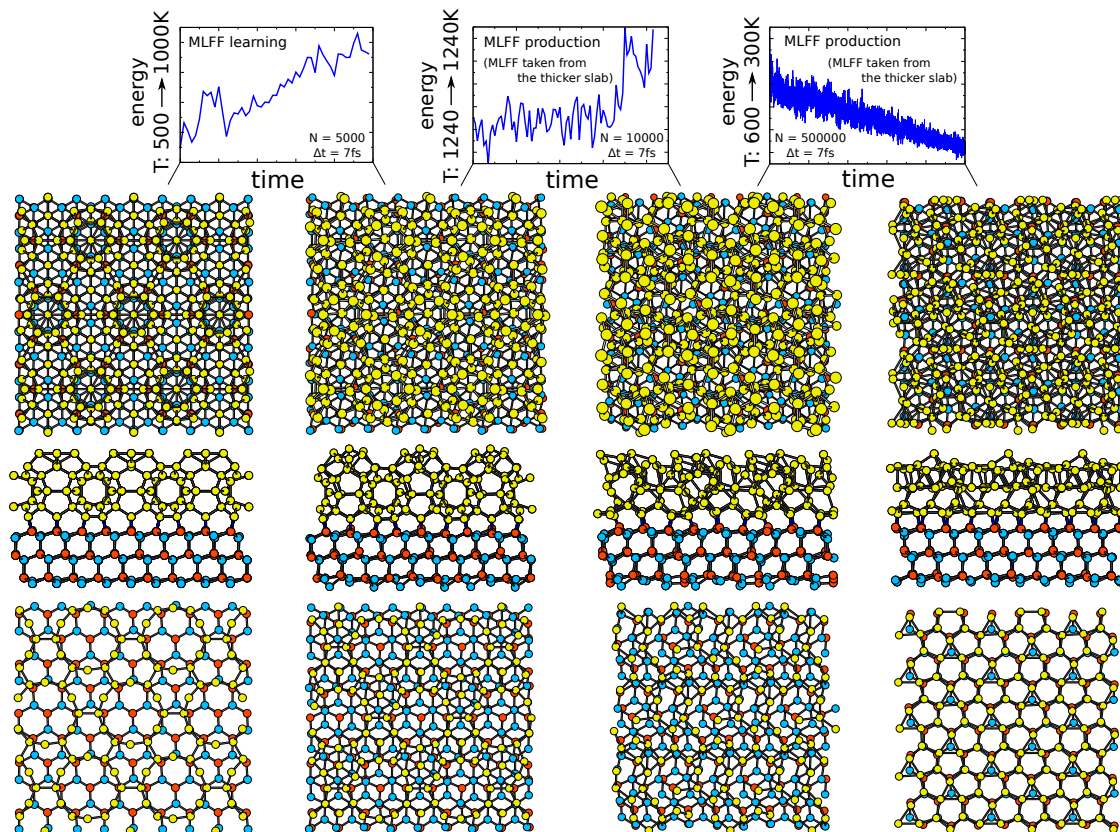 T: 500 → 1000K
energy
MLFF learning
N = 5000
Δt = 7fs
time
T: 1240 → 1240K
energy
MLFF production
(MLFF taken from
the thicker slab)
N = 10000
Δt = 7fs
time
T: 600 → 300K
energy
MLFF production
(MLFF taken from
the thicker slab)
N = 500000
Δt = 7fs
time